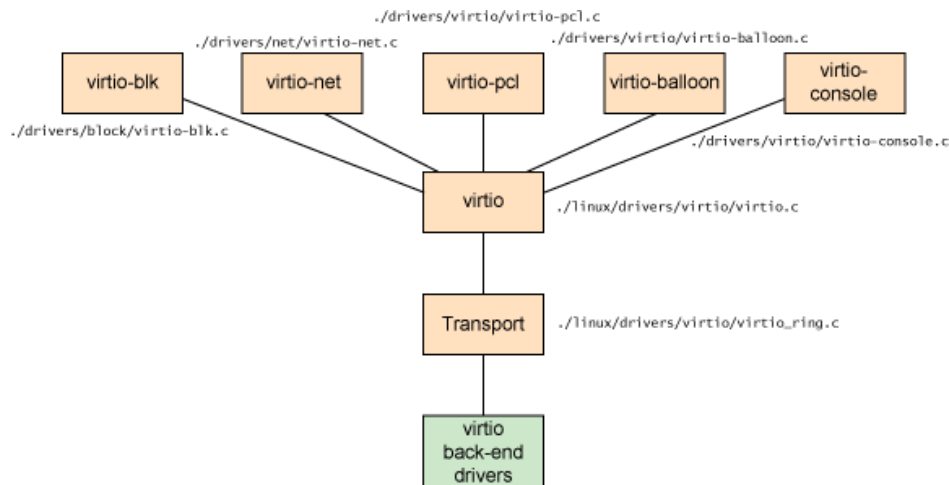 ./drivers/virtio/virtio-pcl.c
./drivers/net/virtio-net.c
./drivers/virtio/virtio-balloon.c
virtio-blk
virtio-net
virtio-pcl
virtio-balloon
virtio-
console
./drivers/block/virtio-blk.c
./drivers/virtio/virtio-console.c
virtio
./linux/drivers/virtio/virtio.c
Transport
./linux/drivers/virtio/virtio_ring.c
virtio
back-end
drivers